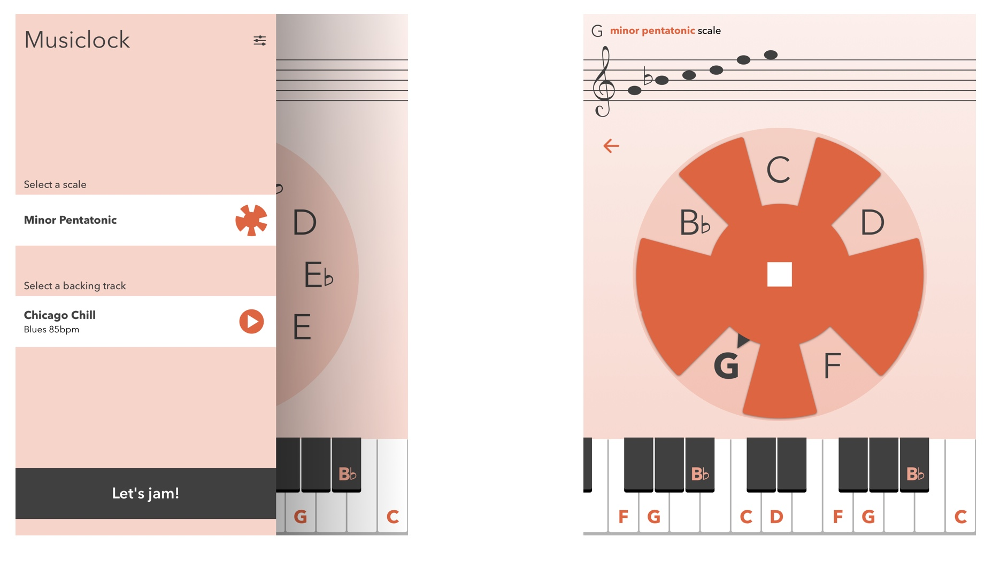 Musiclock
Select a scale
Minor Pentatonic
Select a backing track
Chicago Chill
Blues 85bpm
Let's jam!
D
E♭
E
B♭
G C
G minor pentatonic scale
C
B♭ D
G F
B♭ B♭
F G C D F G C